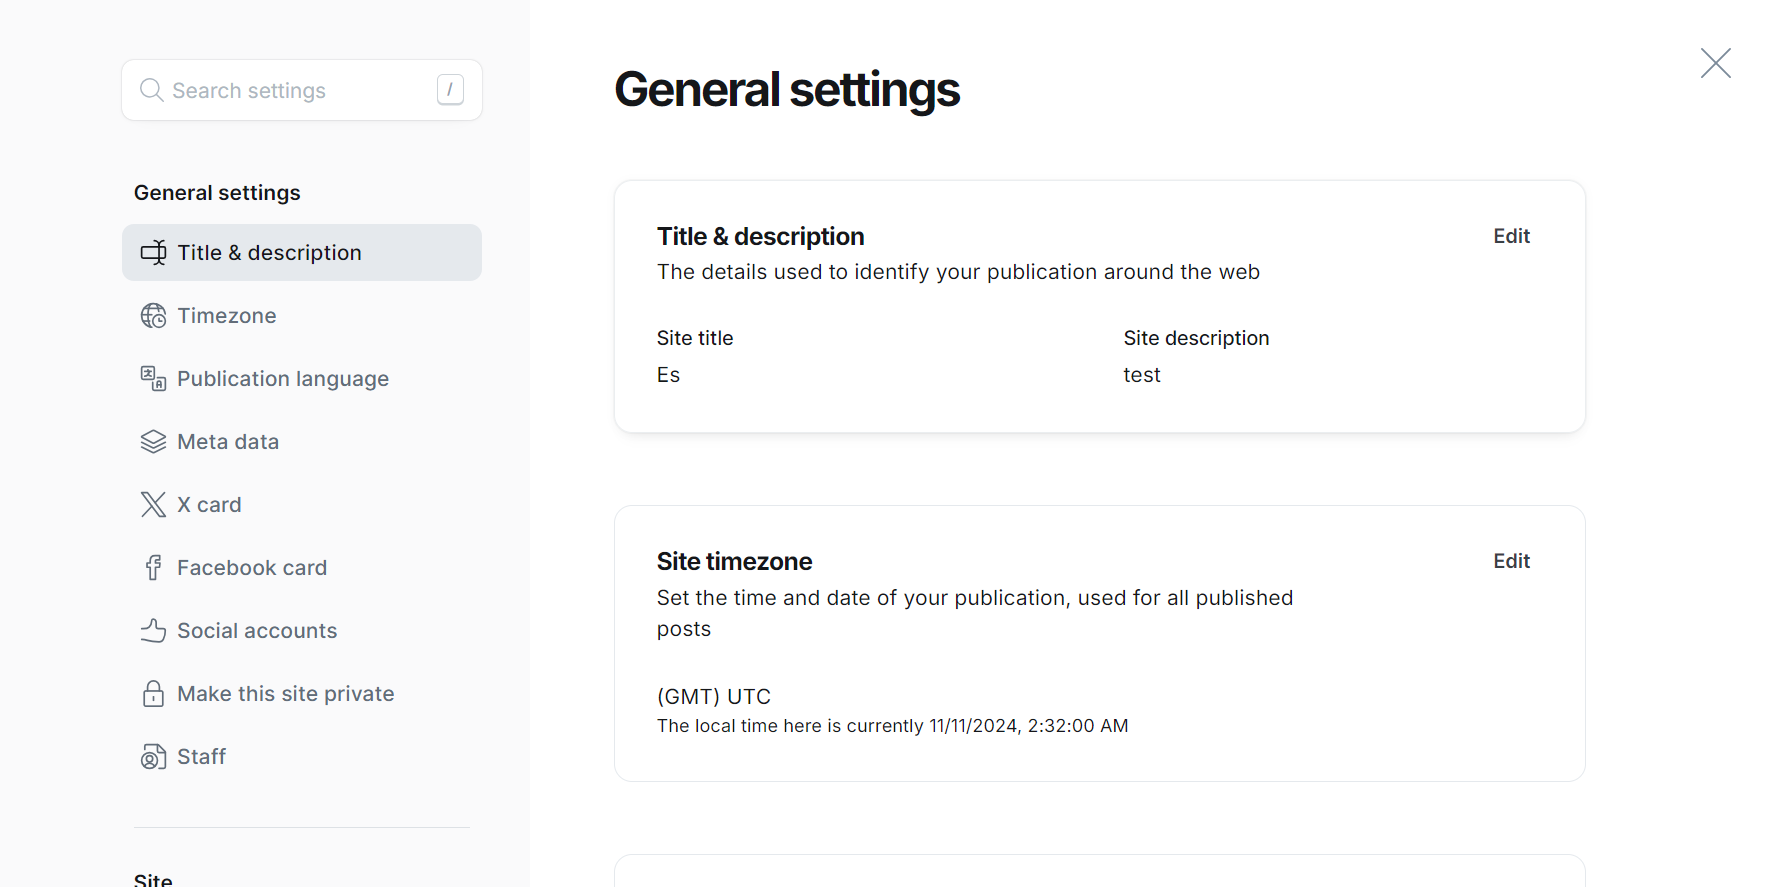 Search settings
/
General settings
Title & description
Timezone
Publication language
Meta data
X card
Facebook card
Social accounts
Make this site private
Staff
Site
General settings
Title & description
Edit
The details used to identify your publication around the web
Site title
Site description
Es
test
Site timezone
Edit
Set the time and date of your publication, used for all published
posts
(GMT) UTC
The local time here is currently 11/11/2024, 2:32:00 AM